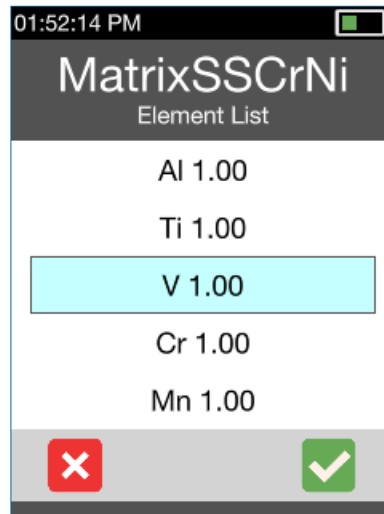 01:52:14 PM
MatrixSSCrNi
Element List
Al 1.00
Ti 1.00
V 1.00
Cr 1.00
Mn 1.00